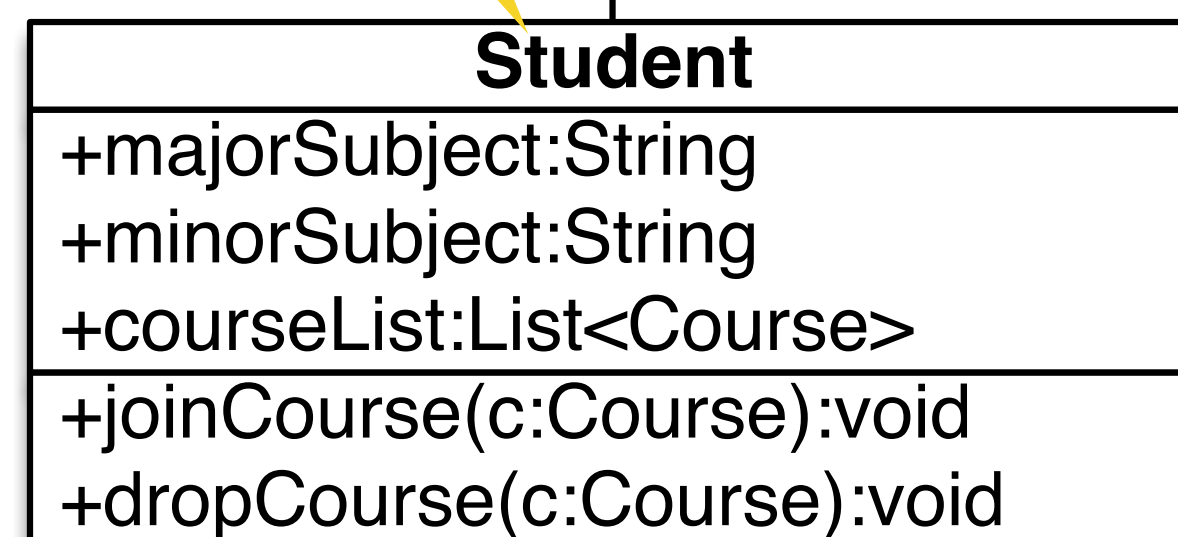 Student
+majorSubject:String
+minorSubject:String
+courseList:List<Course>
+joinCourse(c:Course):void
+dropCourse(c:Course):void